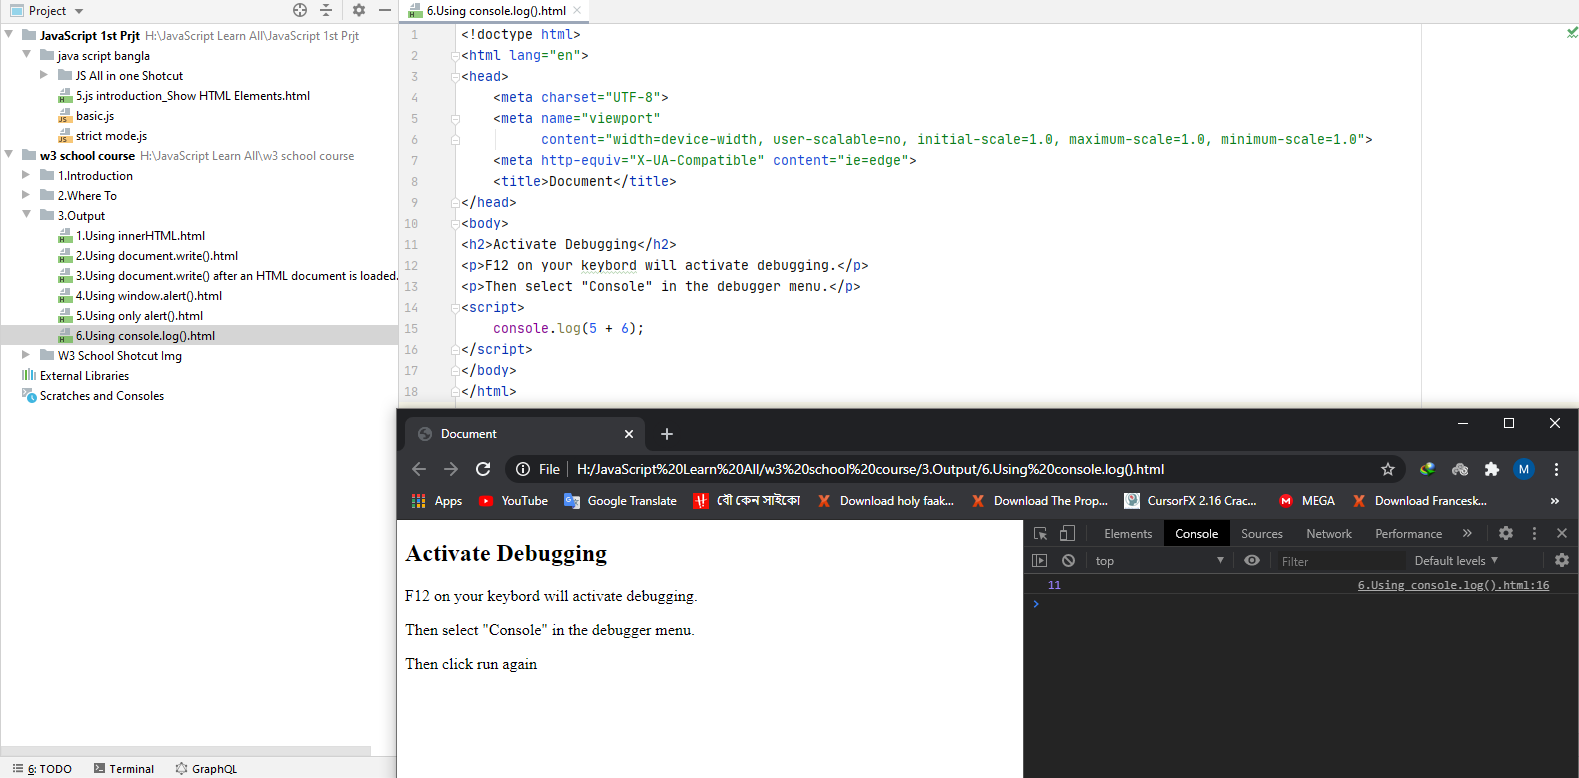 Project
JavaScript 1st Prjt H:\JavaScript Learn All\JavaScript 1st Prjt
java script bangla
JS All in one Shotcut
5.js introduction_Show HTML Elements.html
basic.js
strict mode.js
w3 school course H:\JavaScript Learn All\w3 school course
1.Introduction
2.Where To
3.Output
1.Using innerHTML.html
2.Using document.write().html
3.Using document.write() after an HTML document is loaded.
4.Using window.alert().html
5.Using only alert().html
6.Using console.log().html
W3 School Shotcut Img
External Libraries
Scratches and Consoles
6: TODO Terminal GraphQL
6.Using console.log().html
1 <!doctype html>
2 <html lang="en">
3 <head>
4 <meta charset="UTF-8">
5 <meta name="viewport"
6 content="width=device-width, user-scalable=no, initial-scale=1.0, maximum-scale=1.0, minimum-scale=1.0">
7 <meta http-equiv="X-UA-Compatible" content="ie=edge">
8 <title>Document</title>
9 </head>
10 <body>
11 <h2>Activate Debugging</h2>
12 <p>F12 on your keybord will activate debugging.</p>
13 <p>Then select "Console" in the debugger menu.</p>
14 <script>
15 console.log(5 + 6);
16 </script>
17 </body>
18 </html>
Document
File H:/JavaScript%20Learn%20All/w3%20school%20course/3.Output/6.Using%20console.log().html M
Apps YouTube Google Translate বৌ কেন সাইকো Download holy faak... Download The Prop... CursorFX 2.16 Crac... MEGA Download Francesk... »
Activate Debugging
F12 on your keybord will activate debugging.
Then select "Console" in the debugger menu.
Then click run again
Elements Console Sources Network Performance »
top Filter Default levels
11 6.Using console.log().html:16